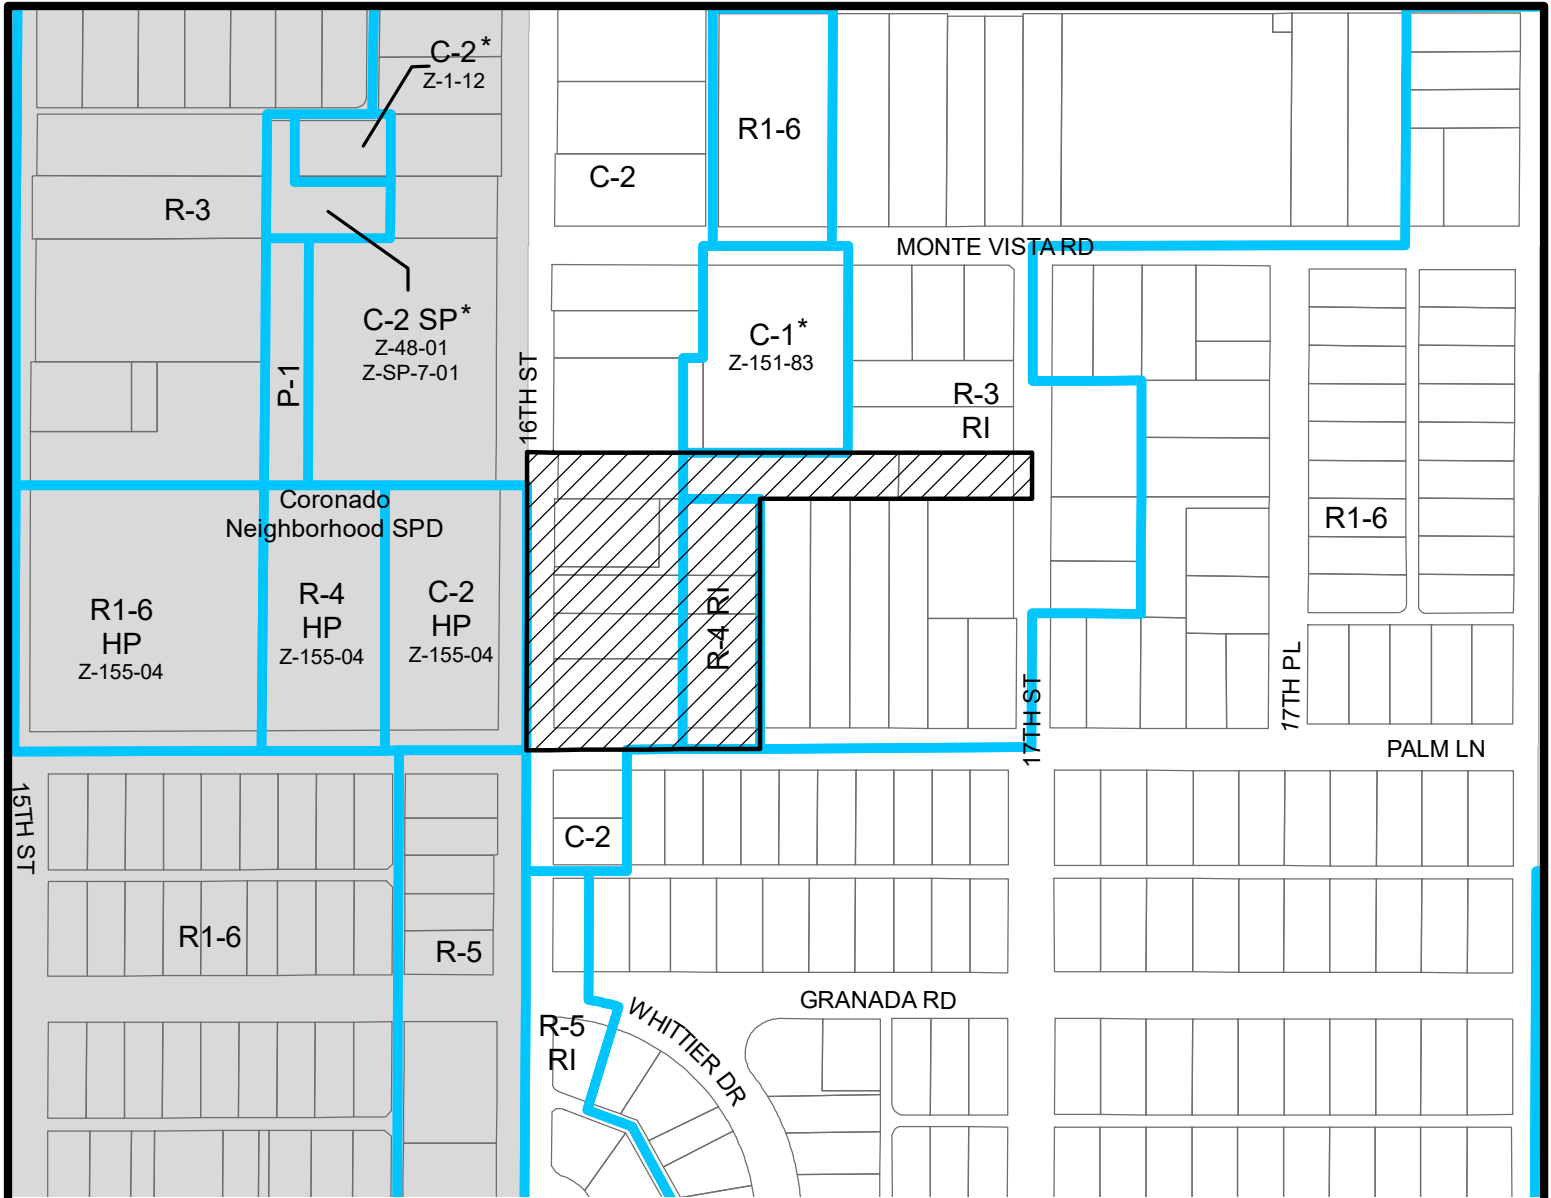 C-2*
Z-1-12
R1-6
C-2
R-3
MONTE VISTA RD
C-2 SP*
Z-48-01
Z-SP-7-01
P-1
16TH ST
C-1*
Z-151-83
R-3
RI
Coronado
Neighborhood SPD
R1-6
R1-6
HP
Z-155-04
R-4
HP
Z-155-04
C-2
HP
Z-155-04
R-4 RI
17TH ST
17TH PL
PALM LN
15TH ST
C-2
R1-6
R-5
GRANADA RD
WHITTIER DR
R-5
RI